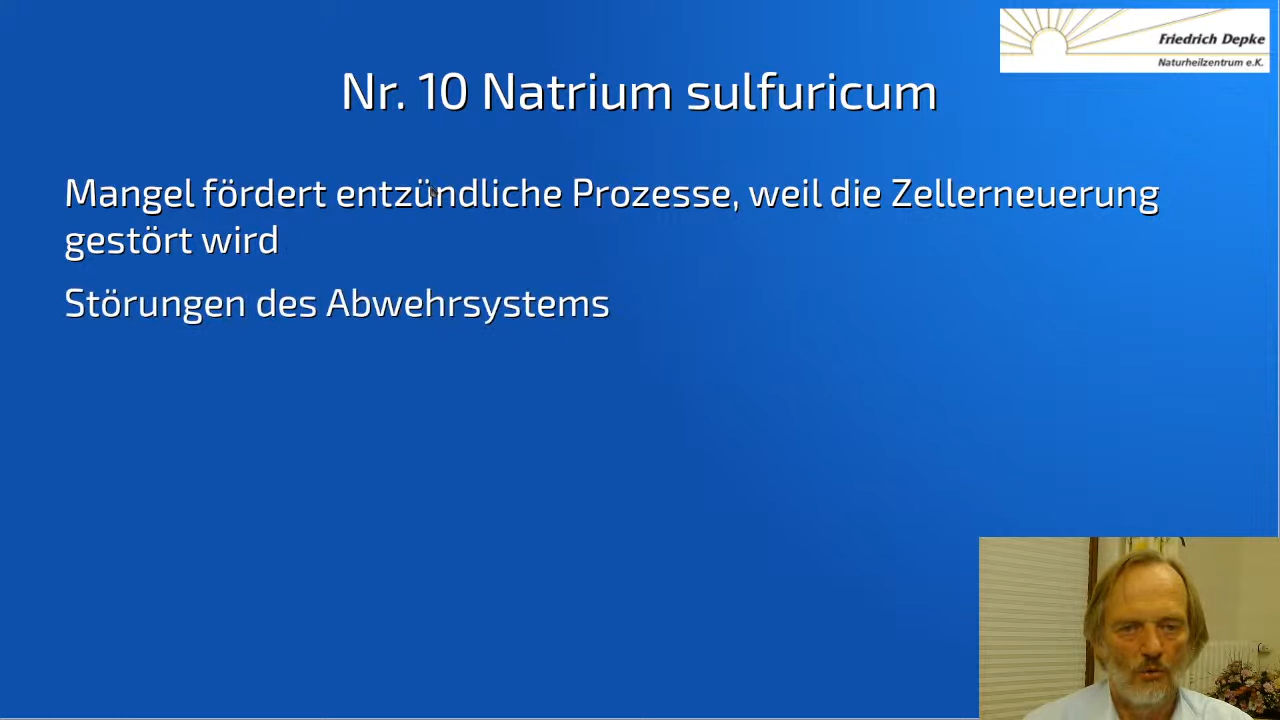 Friedrich Depke
Naturheilzentrum e.K.
Nr. 10 Natrium sulfuricum
Mangel fördert entzündliche Prozesse, weil die Zellerneuerung
gestört wird
Störungen des Abwehrsystems